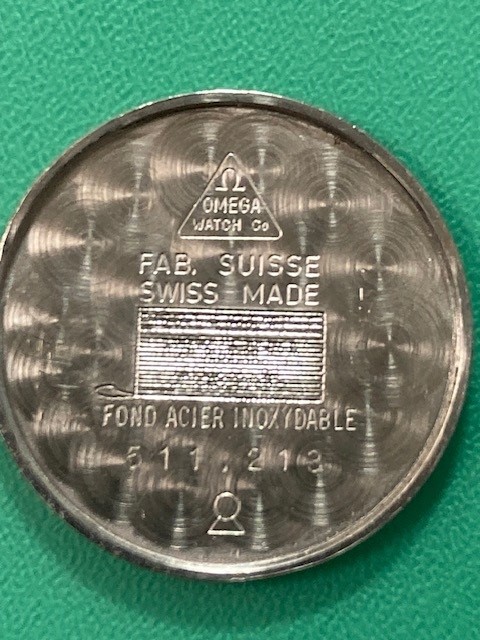 Ω
OMEGA
WATCH Co
FAB. SUISSE
SWISS MADE
FOND ACIER INOXYDABLE
511.213